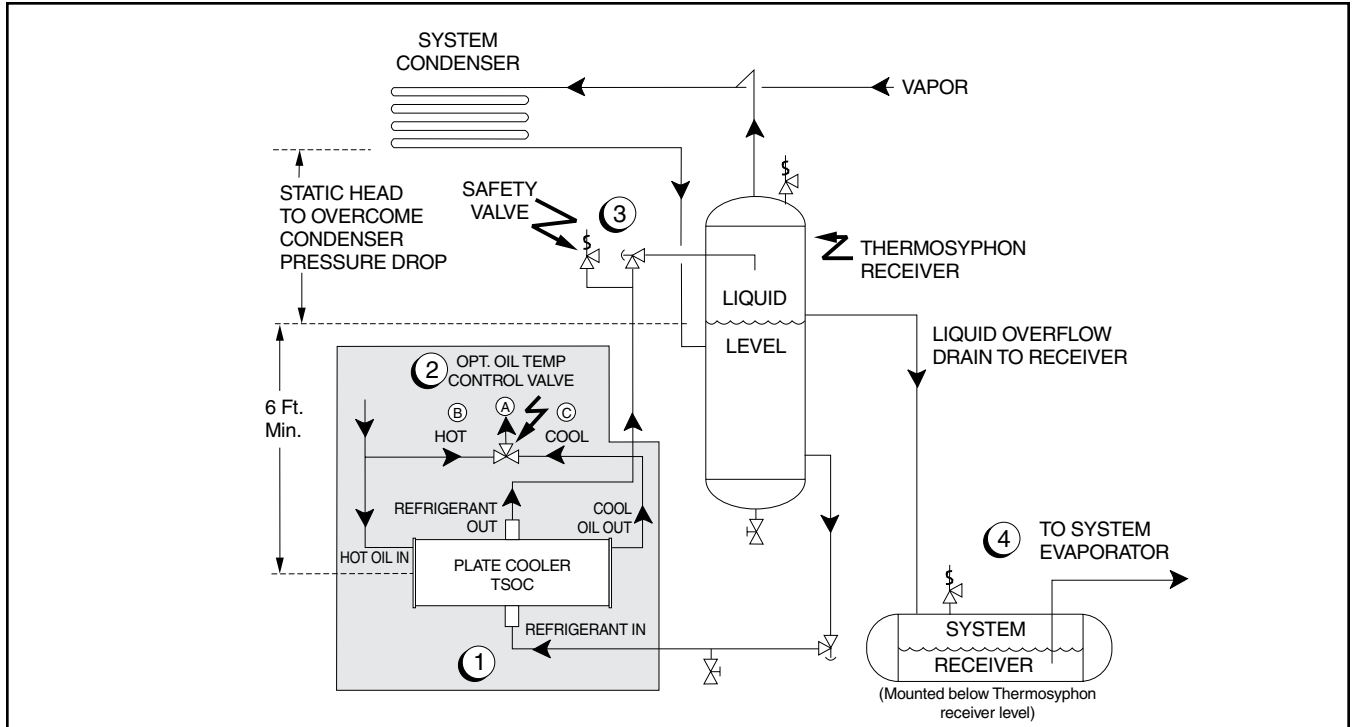 SYSTEM
CONDENSER
VAPOR
STATIC HEAD
TO OVERCOME
CONDENSER
PRESSURE DROP
SAFETY
VALVE
3
THERMOSYPHON
RECEIVER
LIQUID
LEVEL
LIQUID OVERFLOW
DRAIN TO RECEIVER
6 Ft.
Min.
2
OPT. OIL TEMP
CONTROL VALVE
B
A
C
HOT
COOL
REFRIGERANT
OUT
COOL
OIL OUT
HOT OIL IN
PLATE COOLER
TSOC
REFRIGERANT IN
1
4
TO SYSTEM
EVAPORATOR
SYSTEM
RECEIVER
(Mounted below Thermosyphon
receiver level)